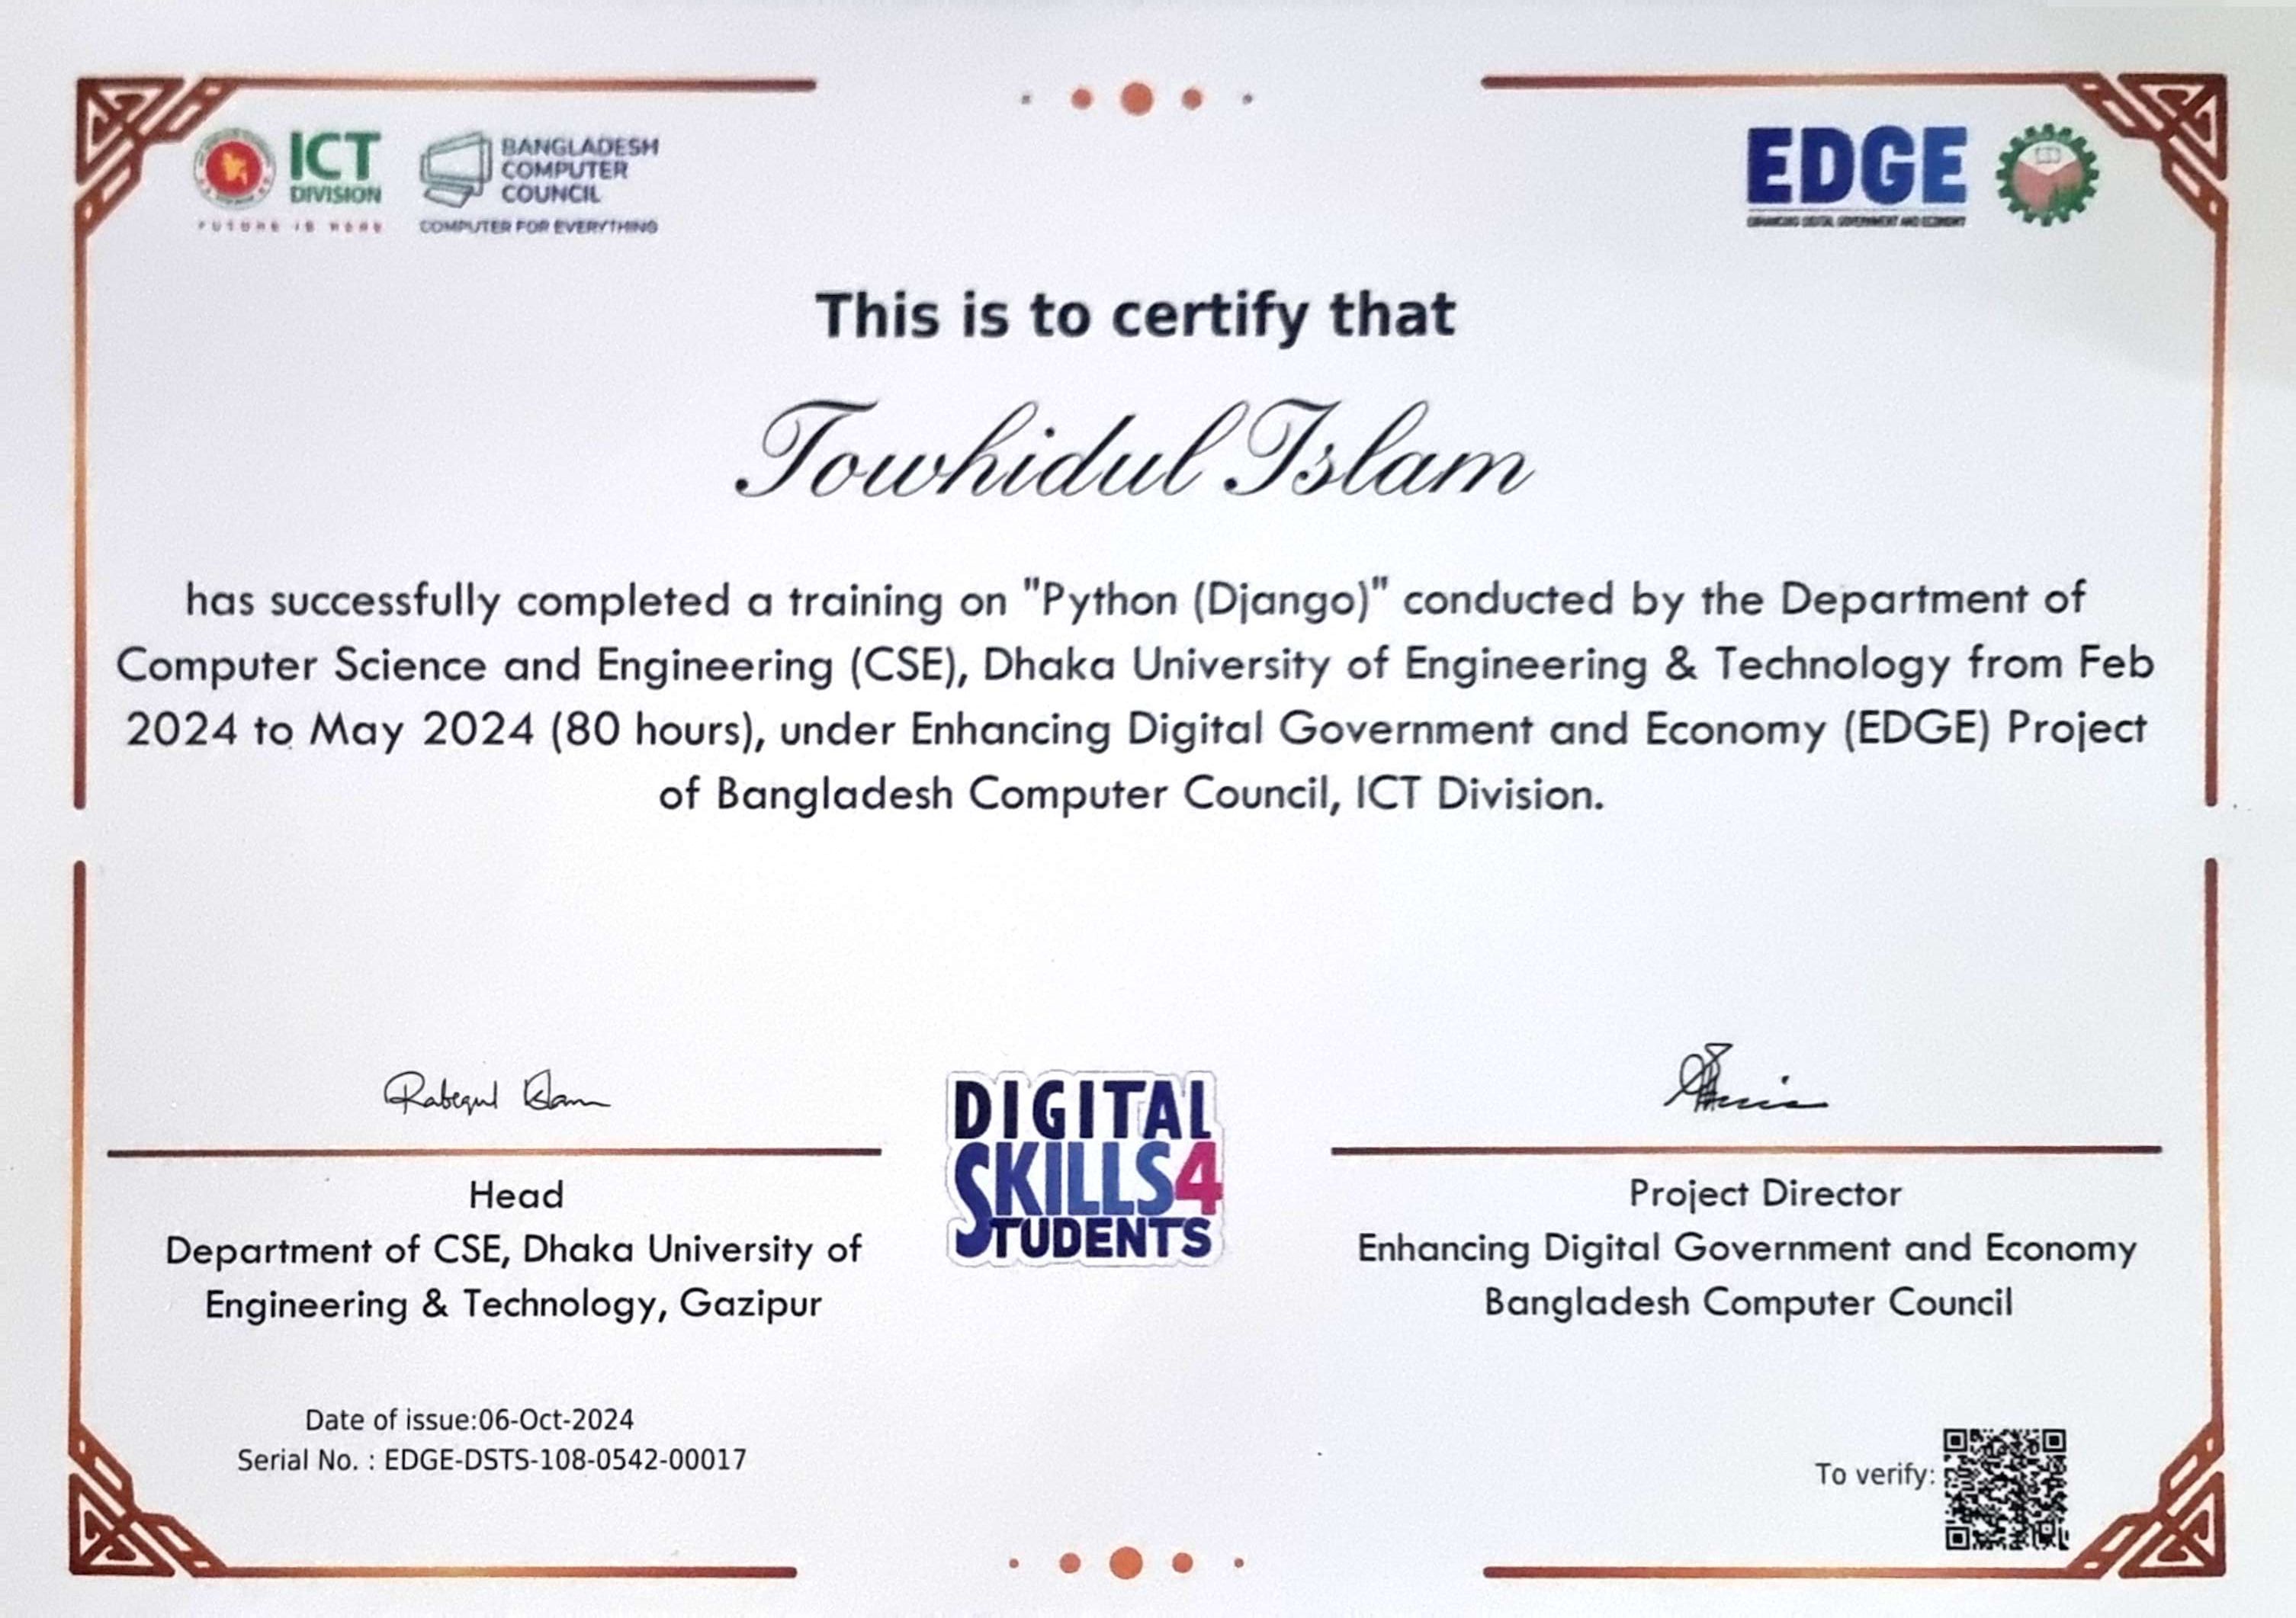 ICT
DIVISION
FUTURE IS HERE
BANGLADESH
COMPUTER
COUNCIL
COMPUTER FOR EVERYTHING
EDGE
ENHANCING DIGITAL GOVERNMENT AND ECONOMY
This is to certify that
Towhidul Islam
has successfully completed a training on "Python (Django)" conducted by the Department of
Computer Science and Engineering (CSE), Dhaka University of Engineering & Technology from Feb
2024 to May 2024 (80 hours), under Enhancing Digital Government and Economy (EDGE) Project
of Bangladesh Computer Council, ICT Division.
Rabequl Islam
Head
Department of CSE, Dhaka University of
Engineering & Technology, Gazipur
DIGITAL
SKILLS4
STUDENTS
Project Director
Enhancing Digital Government and Economy
Bangladesh Computer Council
Date of issue:06-Oct-2024
Serial No. : EDGE-DSTS-108-0542-00017
To verify: